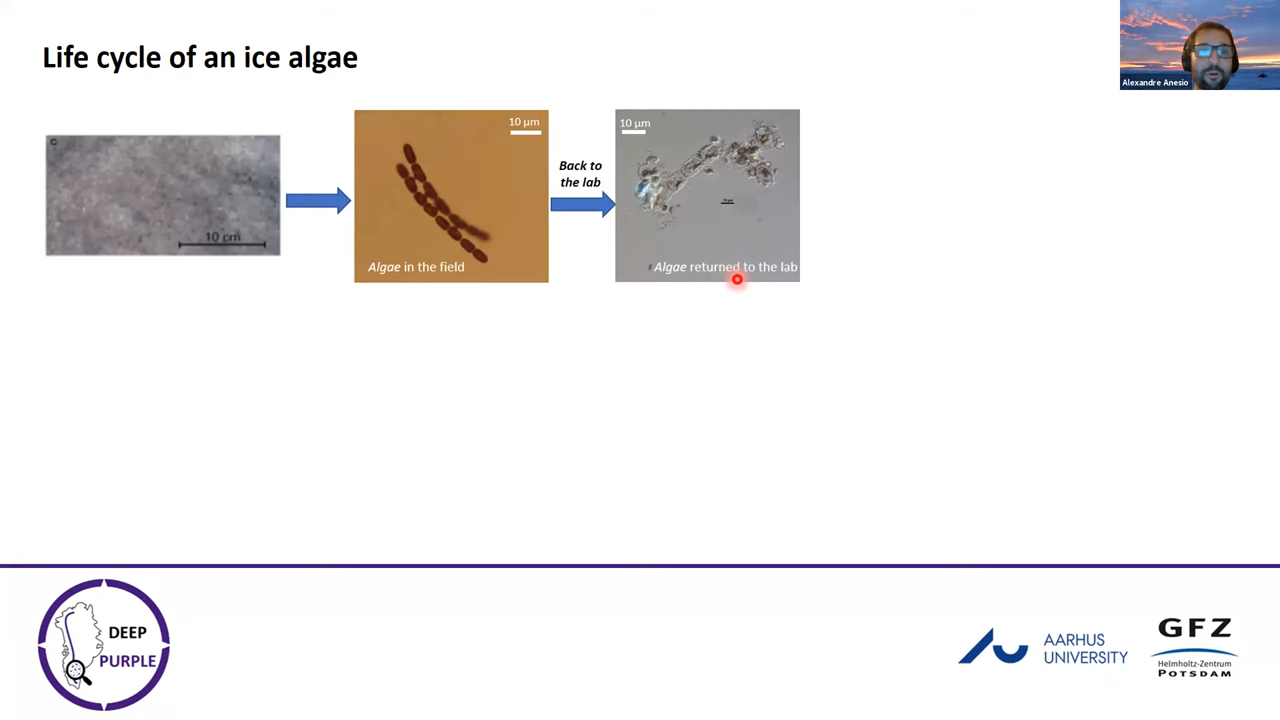 Life cycle of an ice algae
Alexandre Anesio
c
10 cm
10 µm
Algae in the field
Back to
the lab
10 µm
Algae returned to the lab
DEEP
PURPLE
AARHUS
UNIVERSITY
GFZ
Helmholtz-Zentrum
POTSDAM